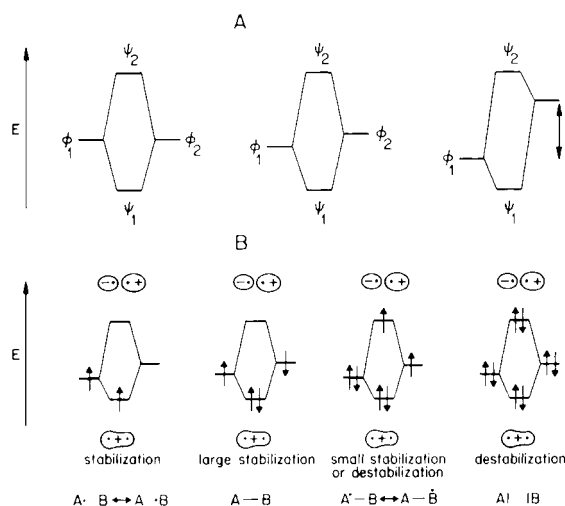 A
ψ₂ ψ₂ ψ₂
E
ϕ₁ ϕ₂ ϕ₁ ϕ₂ ϕ₁
ψ₁ ψ₁ ψ₁
B
− · · + − · · + − · · + − · · +
E
· + · · + · · + · · + ·
stabilization large stabilization small stabilization destabilization
or destabilization
A· B ↔ A ·B A — B A∸B ↔ A∸B A| |B